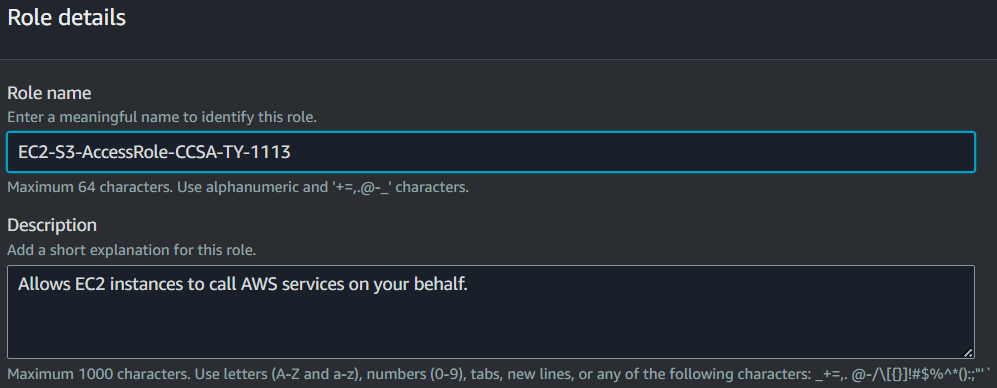 Role details
Role name
Enter a meaningful name to identify this role.
EC2-S3-AccessRole-CCSA-TY-1113
Maximum 64 characters. Use alphanumeric and '+=,.@-_' characters.
Description
Add a short explanation for this role.
Allows EC2 instances to call AWS services on your behalf.
Maximum 1000 characters. Use letters (A-Z and a-z), numbers (0-9), tabs, new lines, or any of the following characters: _+=,. @-/\[{}]!#$%^*();:"'`